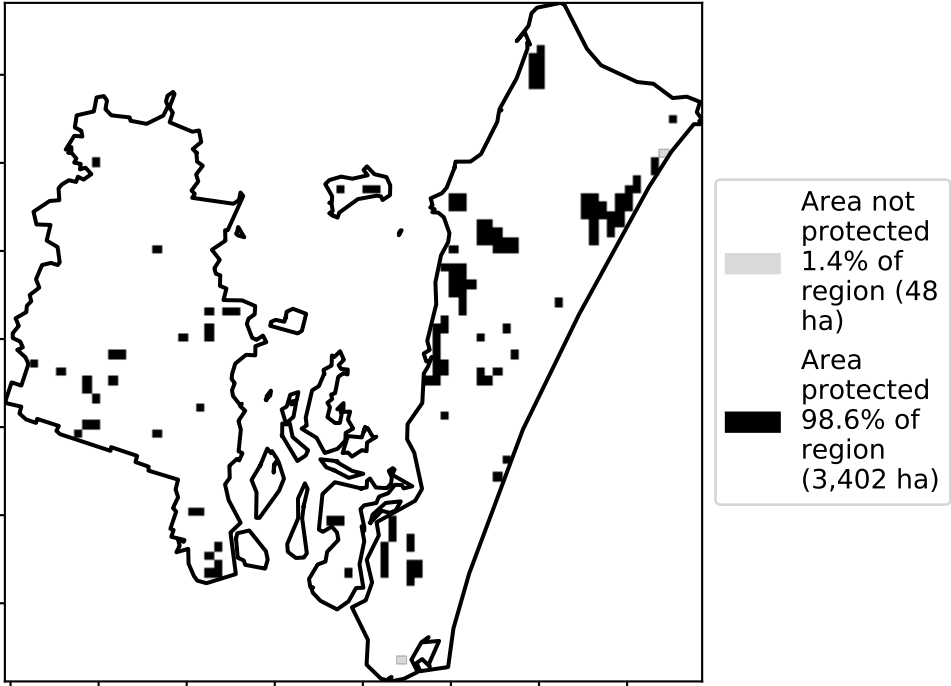 Area not
protected
1.4% of
region (48
ha)
Area
protected
98.6% of
region
(3,402 ha)